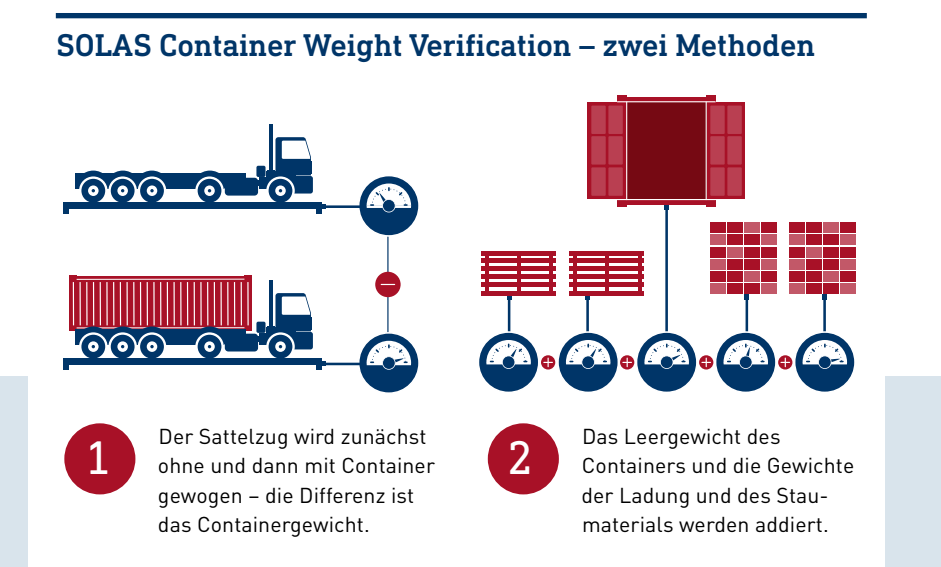 SOLAS Container Weight Verification – zwei Methoden
1
Der Sattelzug wird zunächst
ohne und dann mit Container
gewogen – die Differenz ist
das Containergewicht.
2
Das Leergewicht des
Containers und die Gewichte
der Ladung und des Stau-
materials werden addiert.